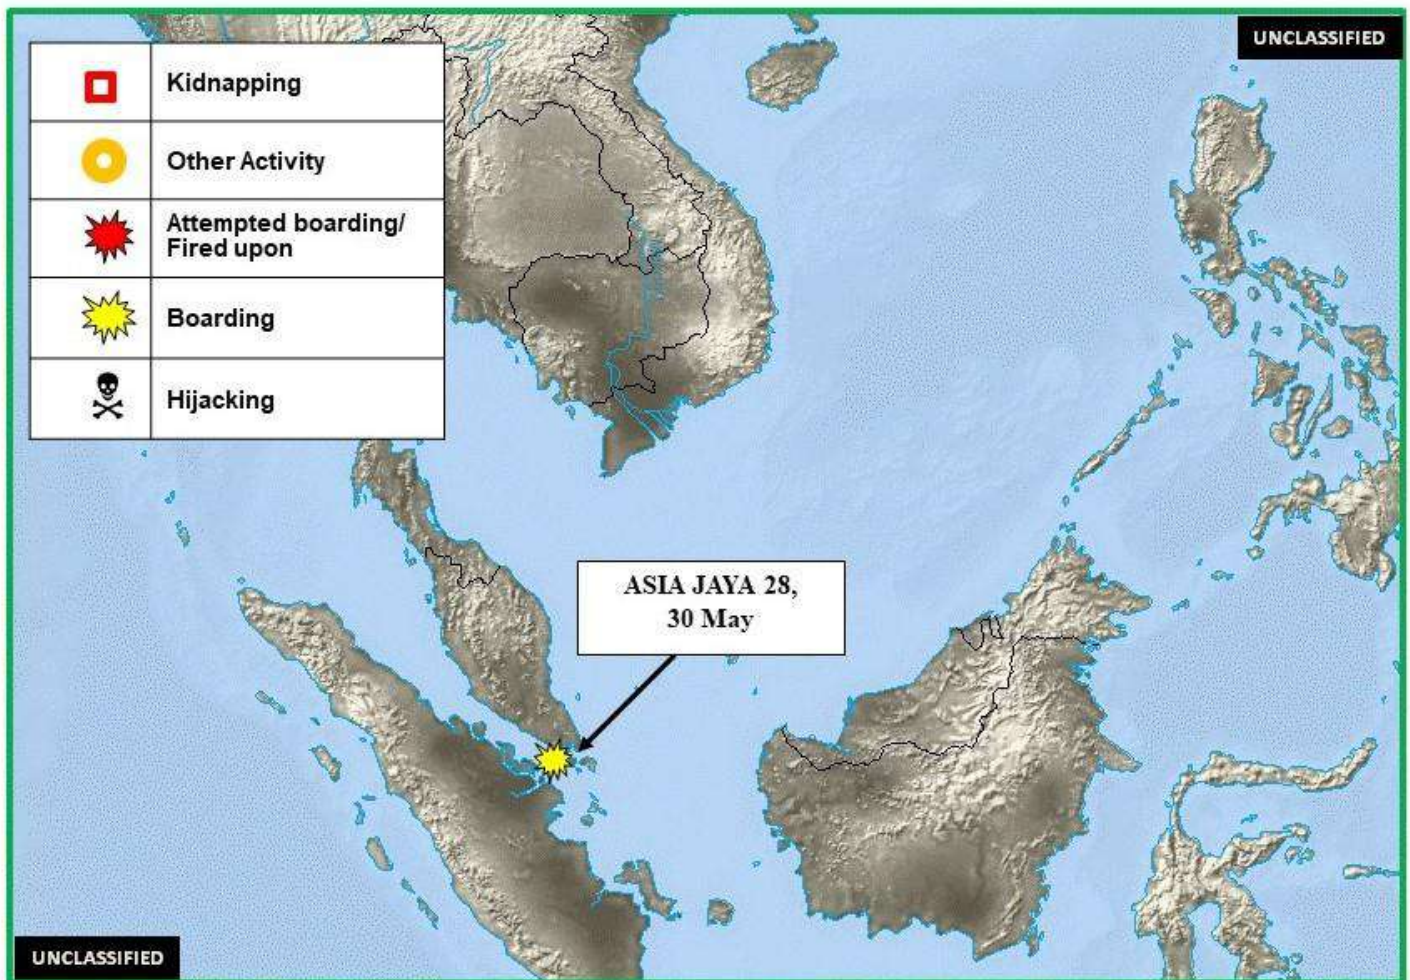 UNCLASSIFIED
Kidnapping
Other Activity
Attempted boarding/
Fired upon
Boarding
Hijacking
ASIA JAYA 28,
30 May
UNCLASSIFIED